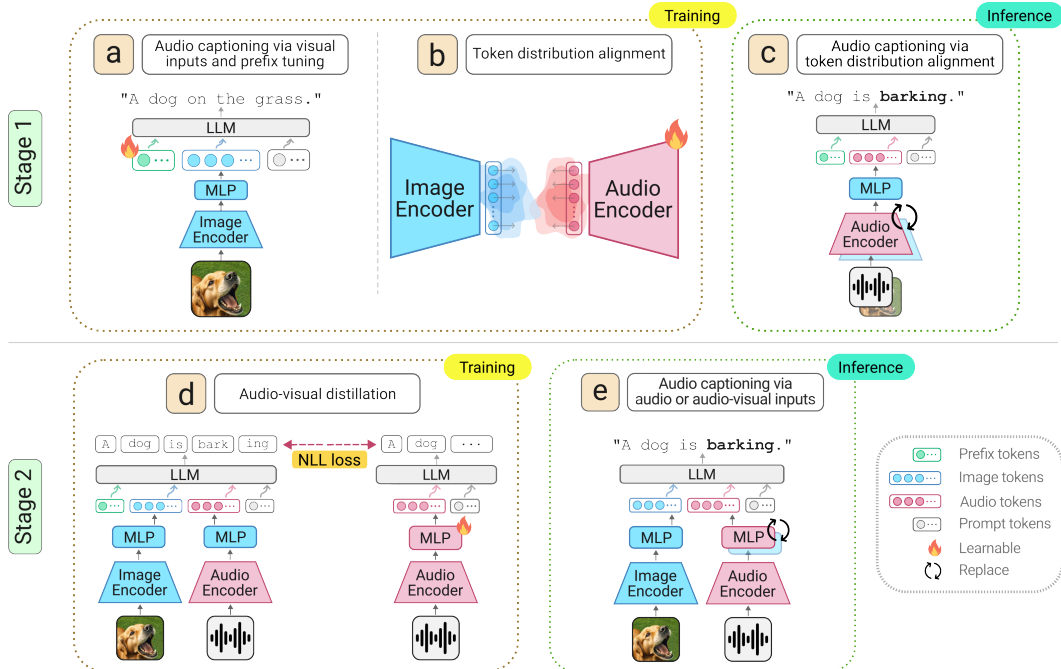 Training
Inference
Stage 1
a
Audio captioning via visual
inputs and prefix tuning
"A dog on the grass."
LLM
MLP
Image
Encoder
b
Token distribution alignment
Image
Encoder
Audio
Encoder
c
Audio captioning via
token distribution alignment
"A dog is barking."
LLM
MLP
Audio
Encoder
Stage 2
Training
Inference
d
Audio-visual distillation
A dog is bark ing
NLL loss
A dog ...
LLM
LLM
MLP
MLP
MLP
Image
Encoder
Audio
Encoder
Audio
Encoder
e
Audio captioning via
audio or audio-visual inputs
"A dog is barking."
LLM
MLP
MLP
Image
Encoder
Audio
Encoder
Prefix tokens
Image tokens
Audio tokens
Prompt tokens
Learnable
Replace